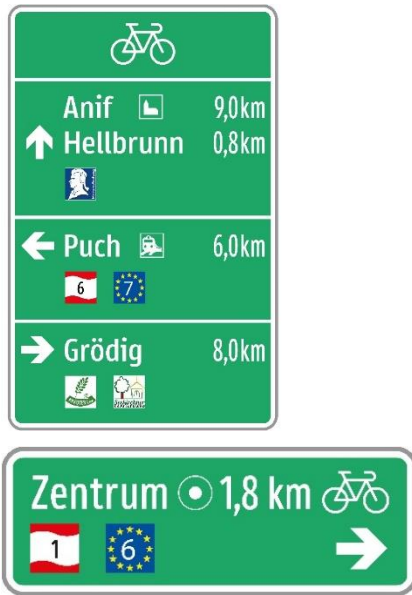 Anif 9,0km
Hellbrunn 0,8km
Puch 6,0km
6 7
Grödig 8,0km
Zentrum 1,8 km
1 6